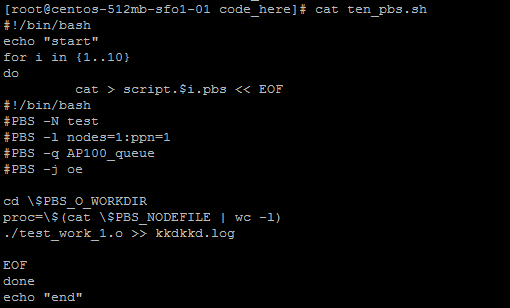 [root@centos-512mb-sfo1-01 code_here]# cat ten_pbs.sh
#!/bin/bash
echo "start"
for i in {1..10}
do
        cat > script.$i.pbs << EOF
#!/bin/bash
#PBS -N test
#PBS -l nodes=1:ppn=1
#PBS -q AP100_queue
#PBS -j oe

cd \$PBS_O_WORKDIR
proc=\$(cat \$PBS_NODEFILE | wc -l)
./test_work_1.o >> kkdkkd.log

EOF
done
echo "end"